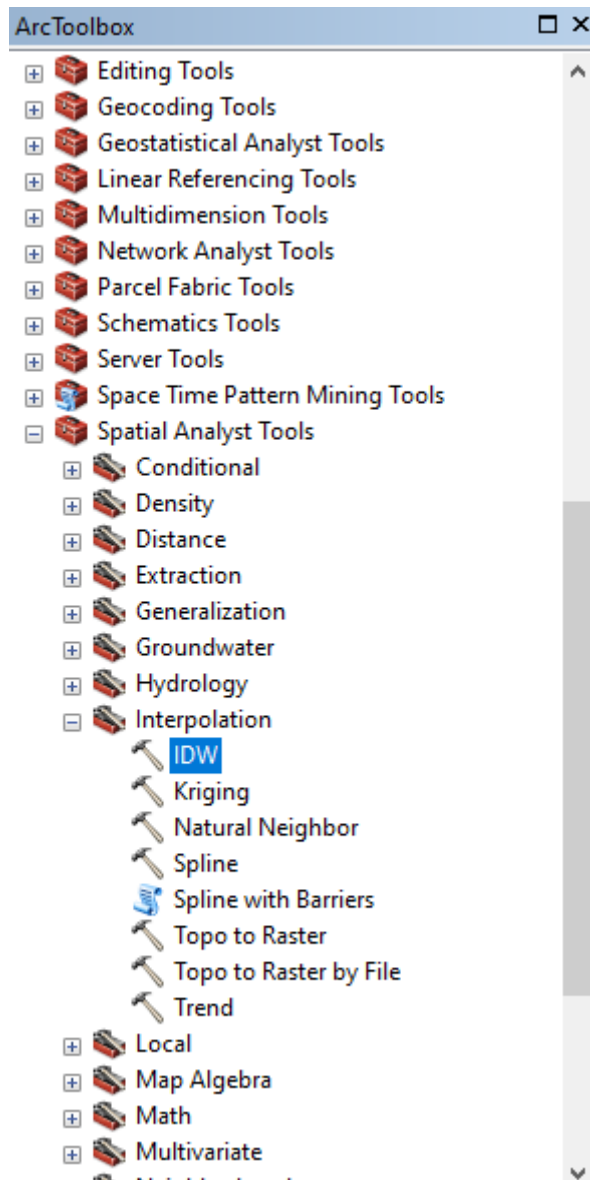 ArcToolbox
Editing Tools
Geocoding Tools
Geostatistical Analyst Tools
Linear Referencing Tools
Multidimension Tools
Network Analyst Tools
Parcel Fabric Tools
Schematics Tools
Server Tools
Space Time Pattern Mining Tools
Spatial Analyst Tools
Conditional
Density
Distance
Extraction
Generalization
Groundwater
Hydrology
Interpolation
IDW
Kriging
Natural Neighbor
Spline
Spline with Barriers
Topo to Raster
Topo to Raster by File
Trend
Local
Map Algebra
Math
Multivariate